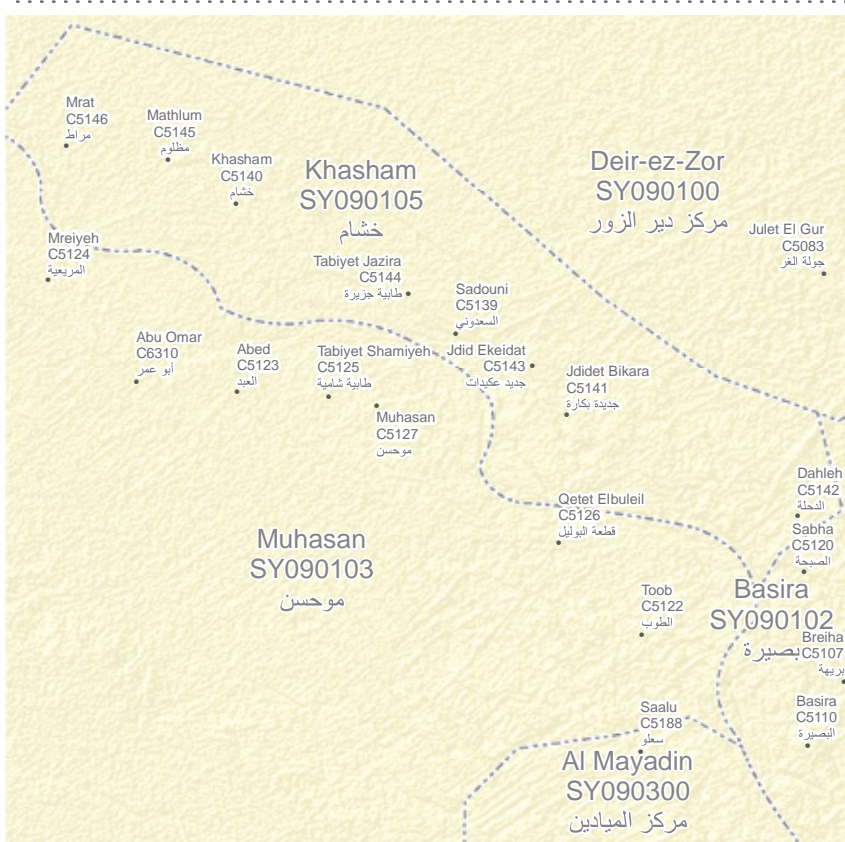 Mrat
C5146
مراط
Mathlum
C5145
مظلوم
Khasham
C5140
خشام
Khasham
SY090105
خشام
Deir-ez-Zor
SY090100
مركز دير الزور
Julet El Gur
C5083
جولة الغر
Mreiyeh
C5124
المريعية
Tabiyet Jazira
C5144
طابية جزيرة
Sadouni
C5139
السعدوني
Abu Omar
C6310
أبو عمر
Abed
C5123
العبد
Tabiyet Shamiyeh
C5125
طابية شامية
Jdid Ekeidat
C5143
جديد عكيدات
Jdidet Bikara
C5141
جديدة بكارة
Muhasan
C5127
موحسن
Dahleh
C5142
الدحلة
Qetet Elbuleil
C5126
قطعة البوليل
Sabha
C5120
الصبحة
Muhasan
SY090103
موحسن
Toob
C5122
الطوب
Basira
SY090102
بصيرة
Breiha
C5107
بريهة
Saalu
C5188
سعلو
Basira
C5110
البصيرة
Al Mayadin
SY090300
مركز الميادين